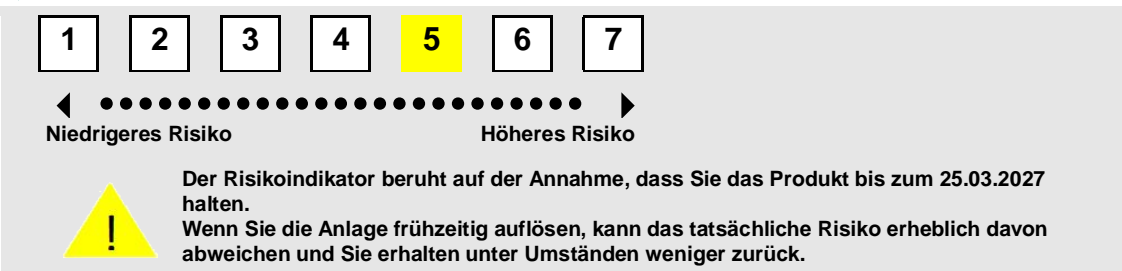 1 2 3 4 5 6 7
Niedrigeres Risiko Höheres Risiko
Der Risikoindikator beruht auf der Annahme, dass Sie das Produkt bis zum 25.03.2027
halten.
Wenn Sie die Anlage frühzeitig auflösen, kann das tatsächliche Risiko erheblich davon
abweichen und Sie erhalten unter Umständen weniger zurück.
!